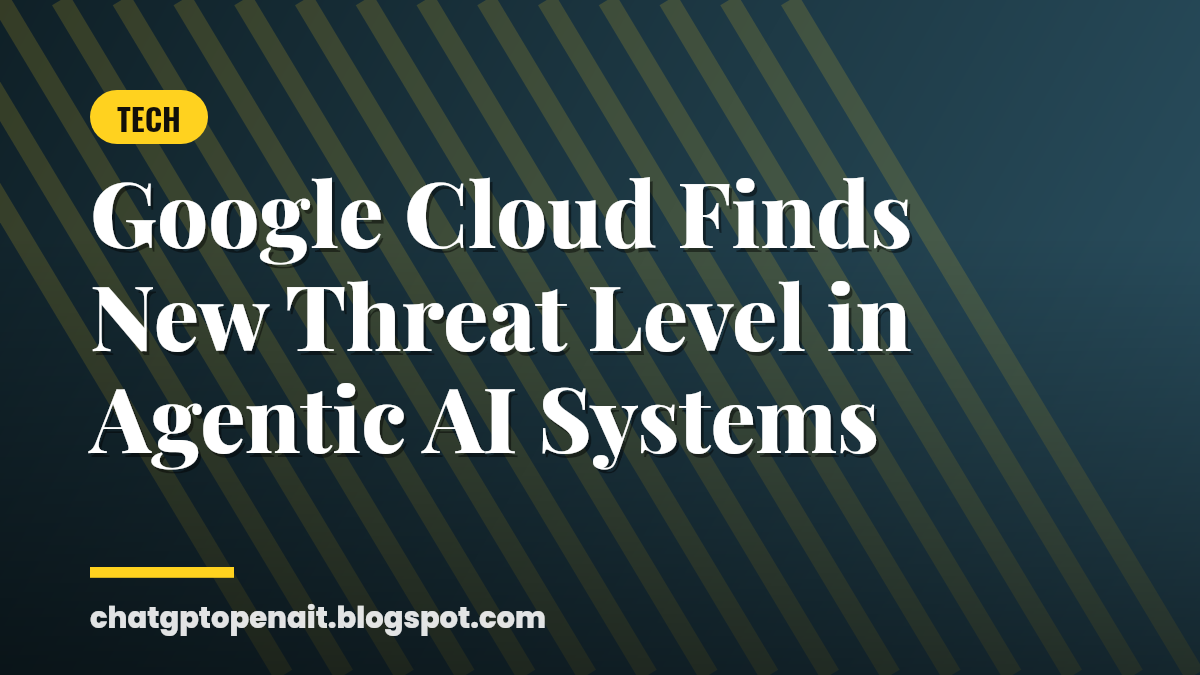 TECH
Google Cloud Finds
New Threat Level in
Agentic AI Systems
chatgptopenait.blogspot.com